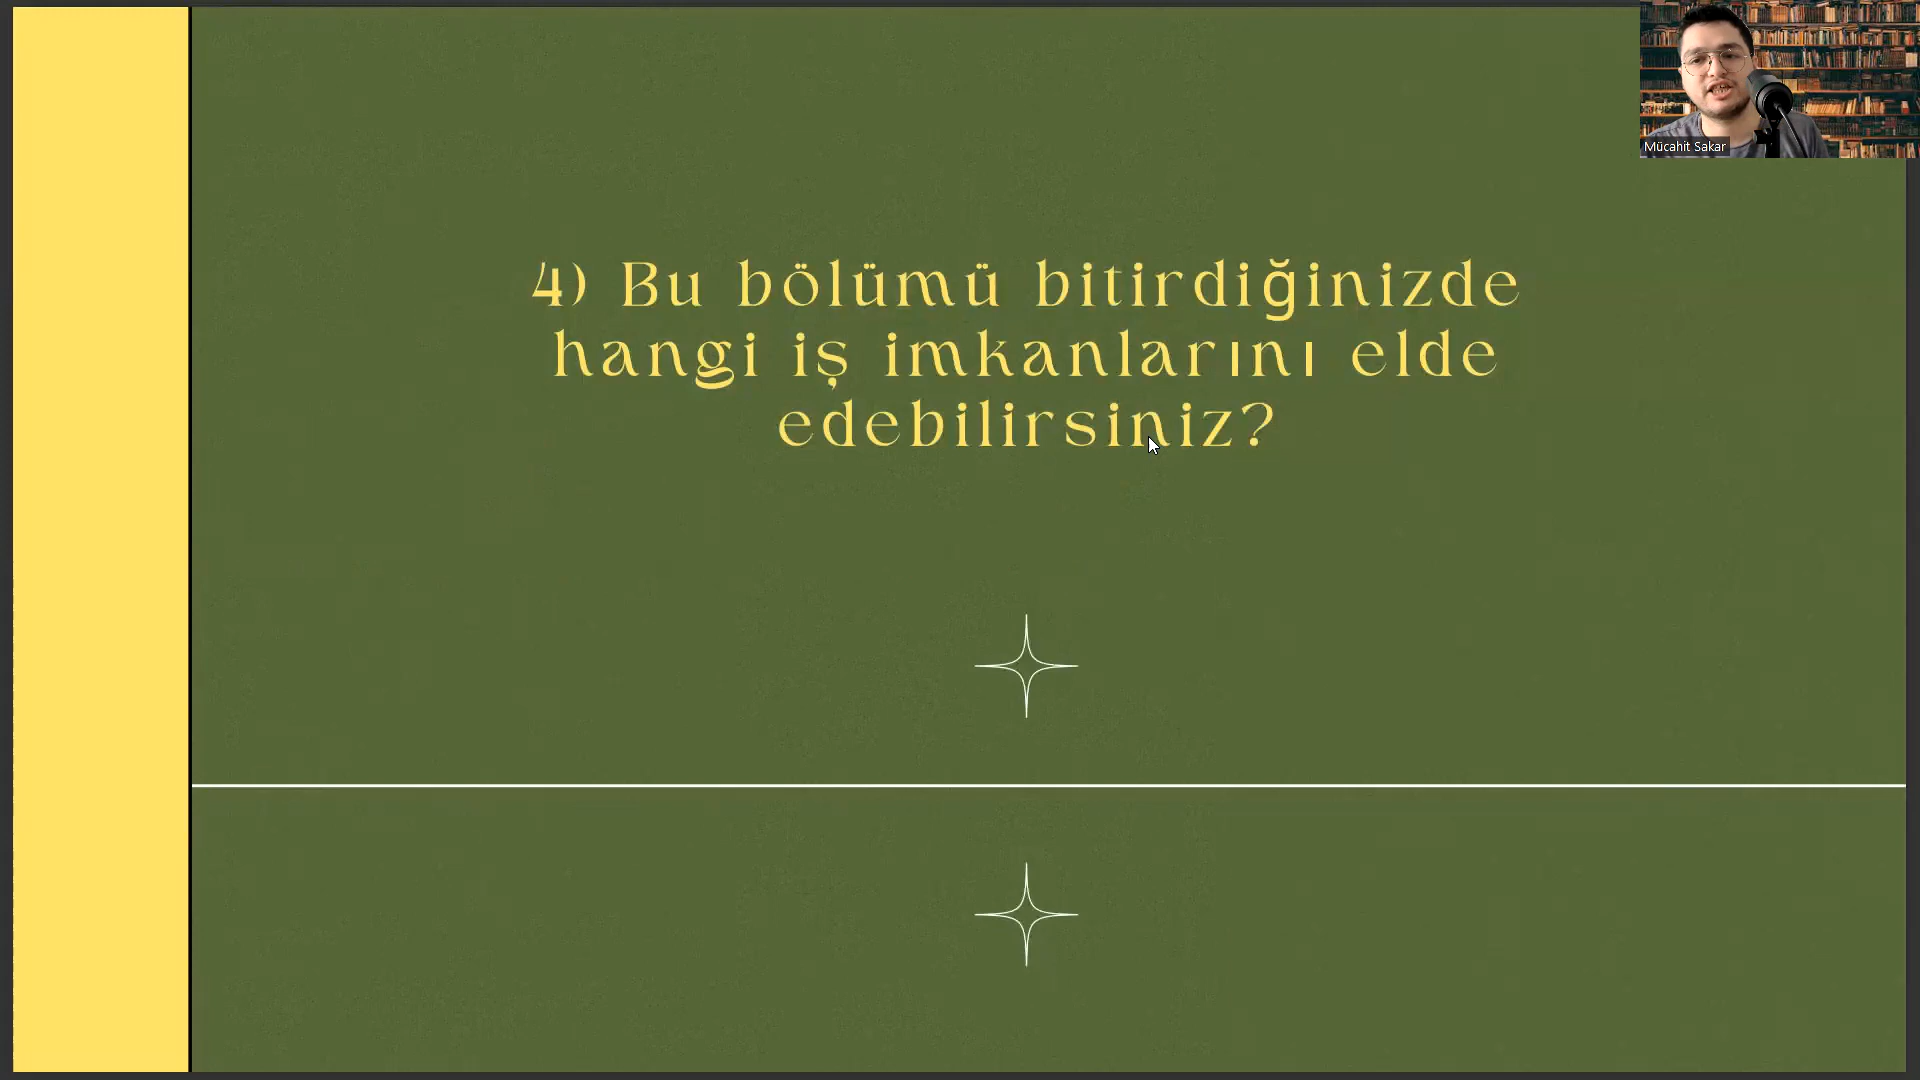 Mücahit Sakar
4) Bu bölümü bitirdiğinizde
hangi iş imkanlarını elde
edebilirsiniz?